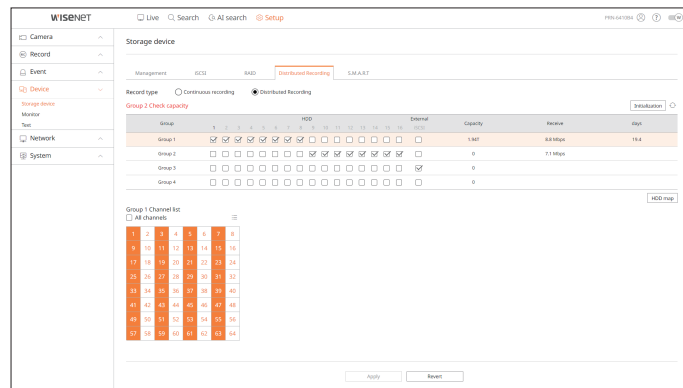 WISENET
Live Search AI search Setup
PRN-6410B4
Camera
Record
Event
Device
Storage device
Monitor
Text
Network
System
Storage device
Management iSCSI RAID Distributed Recording S.M.A.R.T
Record type Continuous recording Distributed Recording
Group 2 Check capacity Initialization
Group HDD External Capacity Receive days
1 2 3 4 5 6 7 8 9 10 11 12 13 14 15 16
Group 1 1.94T 8.8 Mbps 19.4
Group 2 0 7.1 Mbps
Group 3 0
Group 4 0
HDD map
Group 1 Channel list
All channels
1 2 3 4 5 6 7 8
9 10 11 12 13 14 15 16
17 18 19 20 21 22 23 24
25 26 27 28 29 30 31 32
33 34 35 36 37 38 39 40
41 42 43 44 45 46 47 48
49 50 51 52 53 54 55 56
57 58 59 60 61 62 63 64
Apply Revert